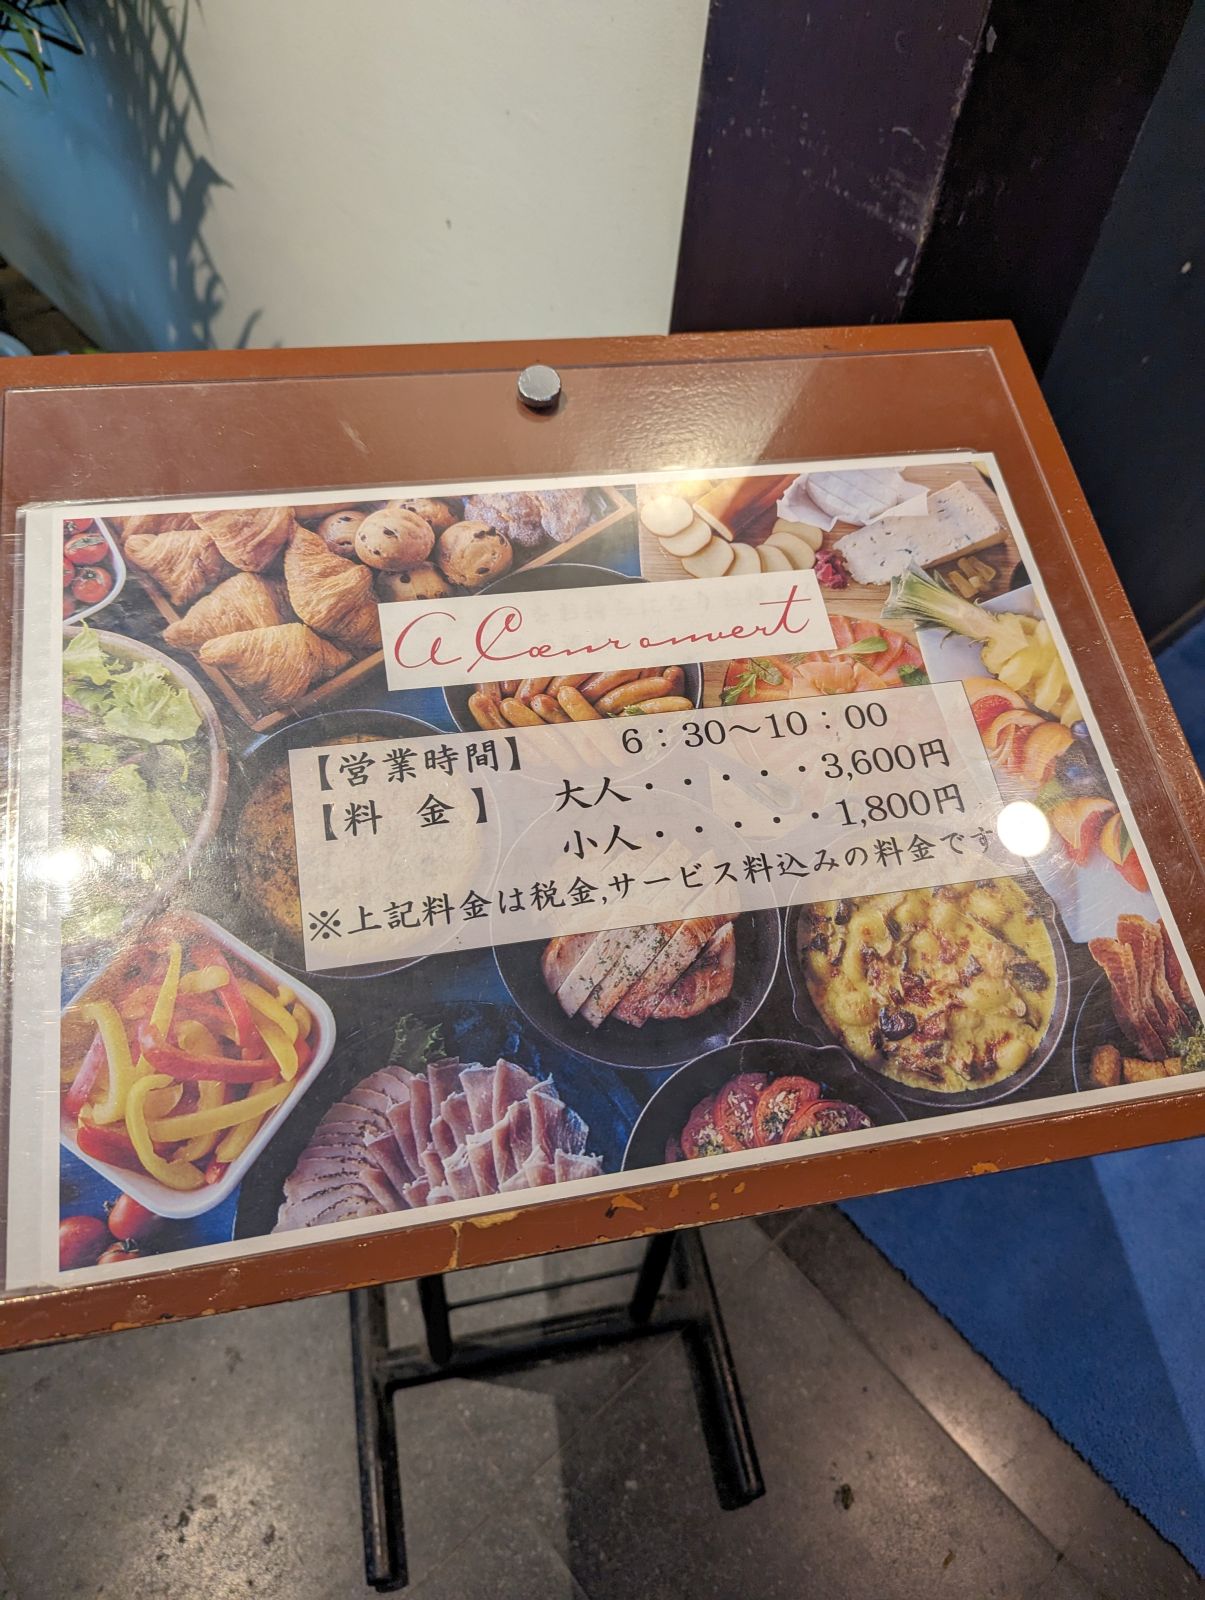 a Cœur ouvert
【営業時間】 6：30～10：00
【料 金】 大人・・・・・3,600円
小人・・・・・1,800円
※上記料金は税金,サービス料込みの料金です